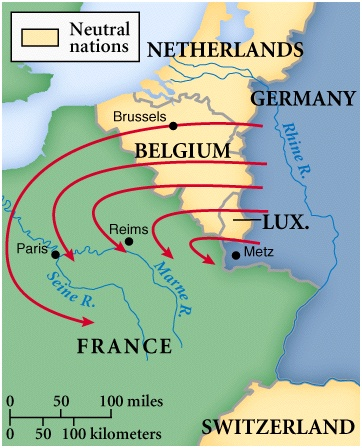 Neutral
nations
NETHERLANDS
GERMANY
Brussels
BELGIUM
Rhine R.
LUX.
Reims
Metz
Paris
Marne R.
Seine R.
FRANCE
0 50 100 miles
0 50 100 kilometers
SWITZERLAND